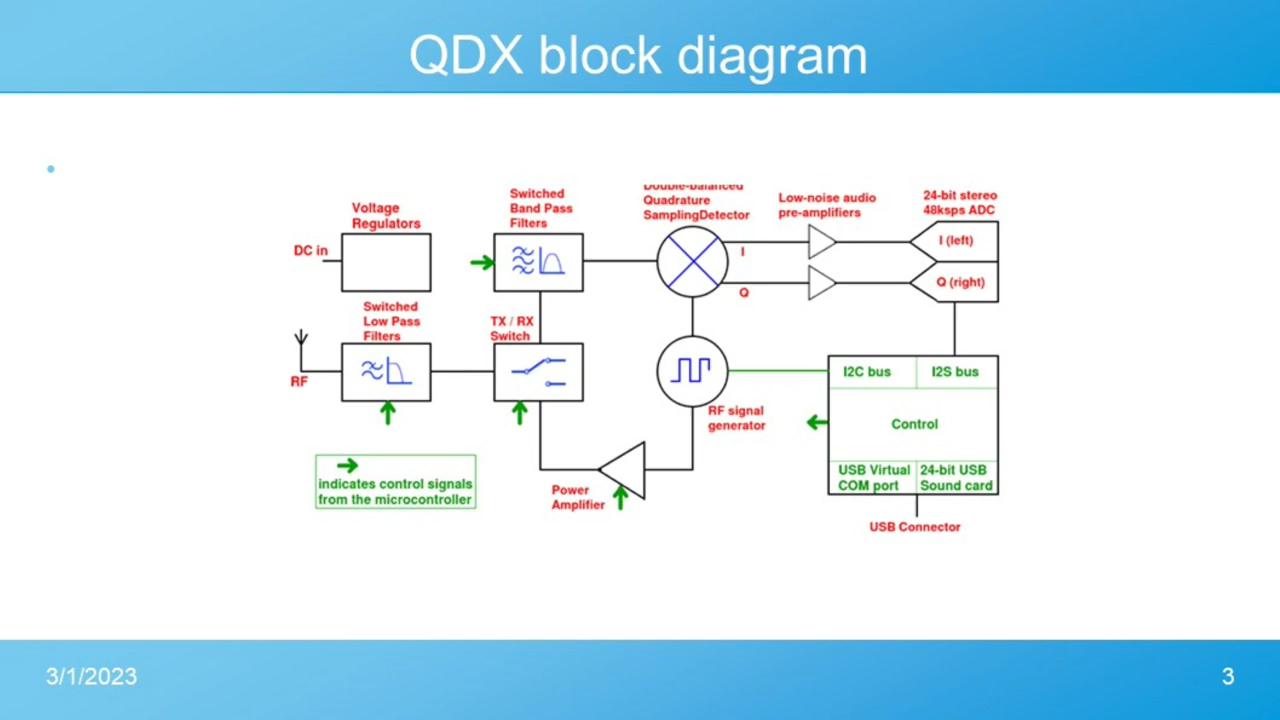 QDX block diagram
Voltage
Regulators
DC in
Switched
Band Pass
Filters
Double-balanced
Quadrature
SamplingDetector
Low-noise audio
pre-amplifiers
24-bit stereo
48ksps ADC
I
Q
I (left)
Q (right)
Switched
Low Pass
Filters
RF
TX / RX
Switch
RF signal
generator
Power
Amplifier
indicates control signals
from the microcontroller
I2C bus
I2S bus
Control
USB Virtual
COM port
24-bit USB
Sound card
USB Connector
3/1/2023
3